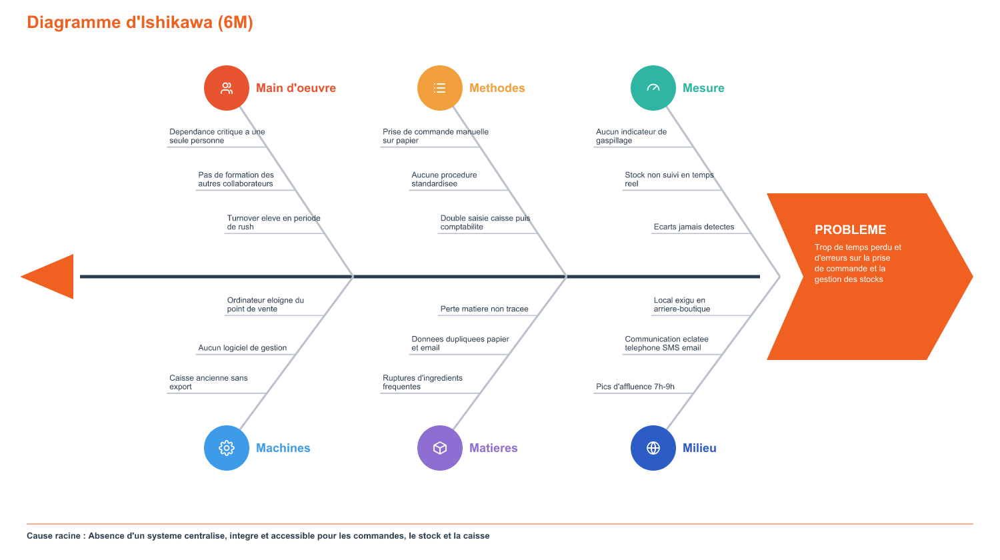 Diagramme d'Ishikawa (6M)
Main d'oeuvre
Methodes
Mesure
Dependance critique a une
seule personne
Prise de commande manuelle
sur papier
Aucun indicateur de
gaspillage
Pas de formation des
autres collaborateurs
Aucune procedure
standardisee
Stock non suivi en temps
reel
Turnover eleve en periode
de rush
Double saisie caisse puis
comptabilite
Ecarts jamais detectes
PROBLEME
Trop de temps perdu et
d'erreurs sur la prise
de commande et la
gestion des stocks
Ordinateur eloigne du
point de vente
Perte matiere non tracee
Local exigu en
arriere-boutique
Aucun logiciel de gestion
Donnees dupliquees papier
et email
Communication eclatee
telephone SMS email
Caisse ancienne sans
export
Ruptures d'ingredients
frequentes
Pics d'affluence 7h-9h
Machines
Matieres
Milieu
Cause racine : Absence d'un systeme centralise, integre et accessible pour les commandes, le stock et la caisse